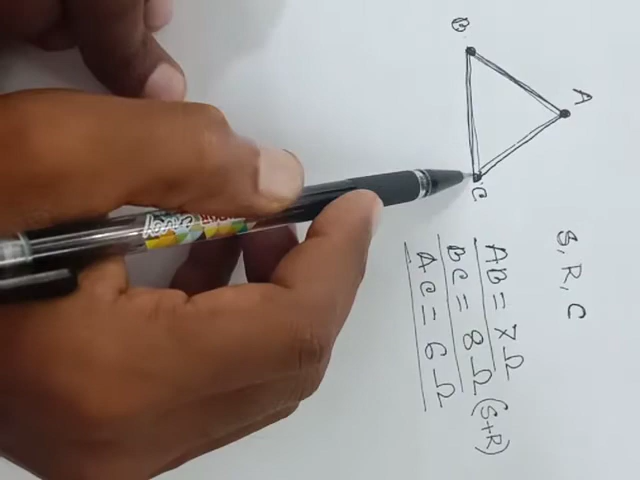 A
B
C
S, R, C
AB = 7 Ω
BC = 8 Ω (S+R)
AC = 6 Ω